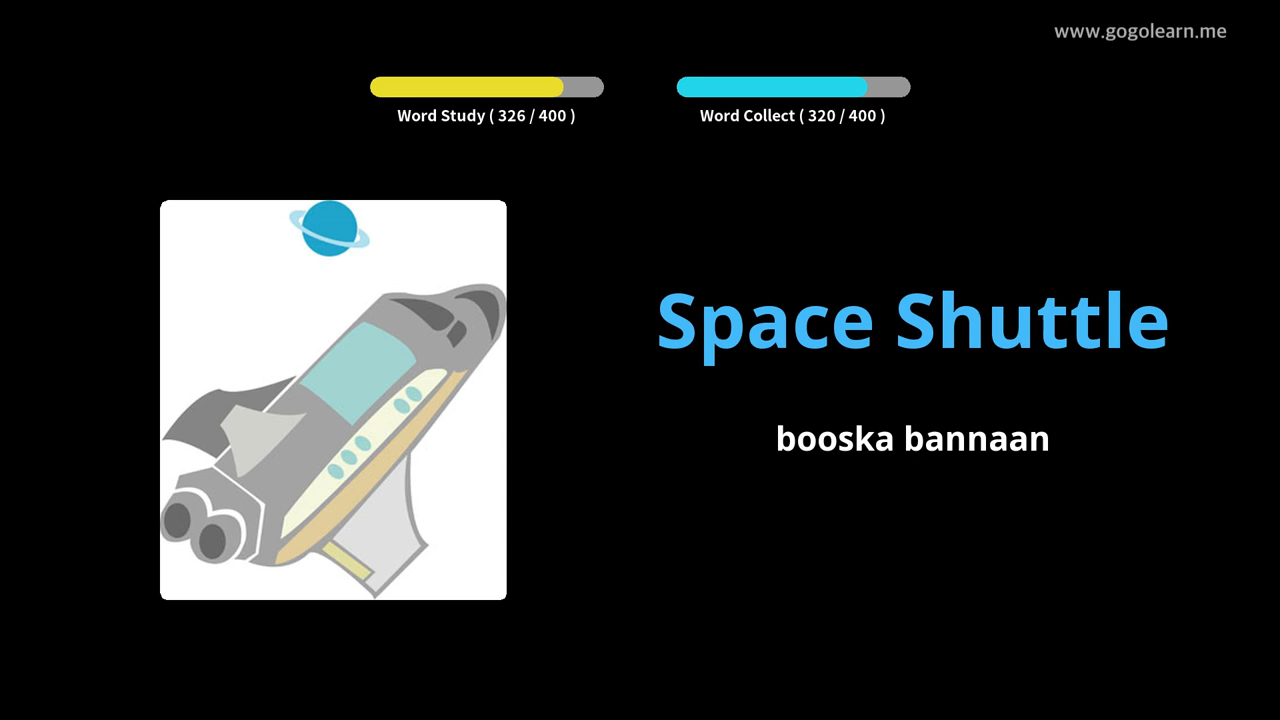 www.gogolearn.me
Word Study ( 326 / 400 )
Word Collect ( 320 / 400 )
Space Shuttle
booska bannaan